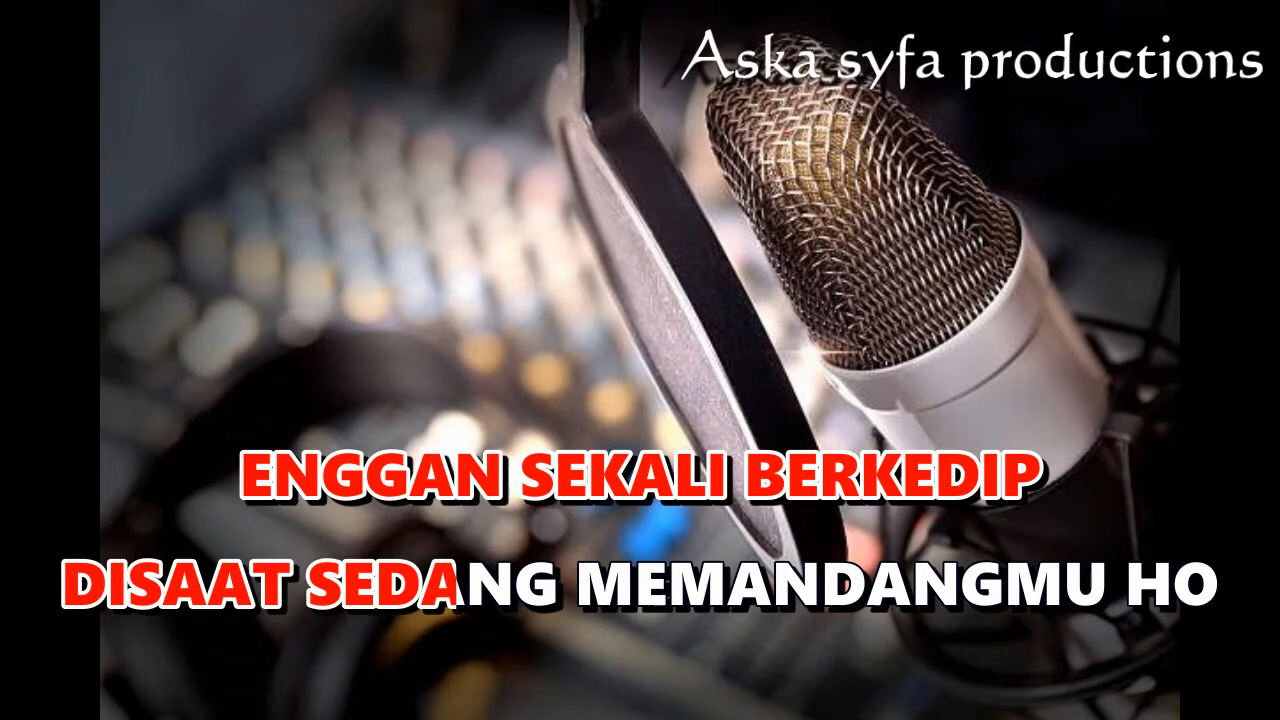 Aska syfa productions
ENGGAN SEKALI BERKEDIP
DISAAT SEDANG MEMANDANGMU HO